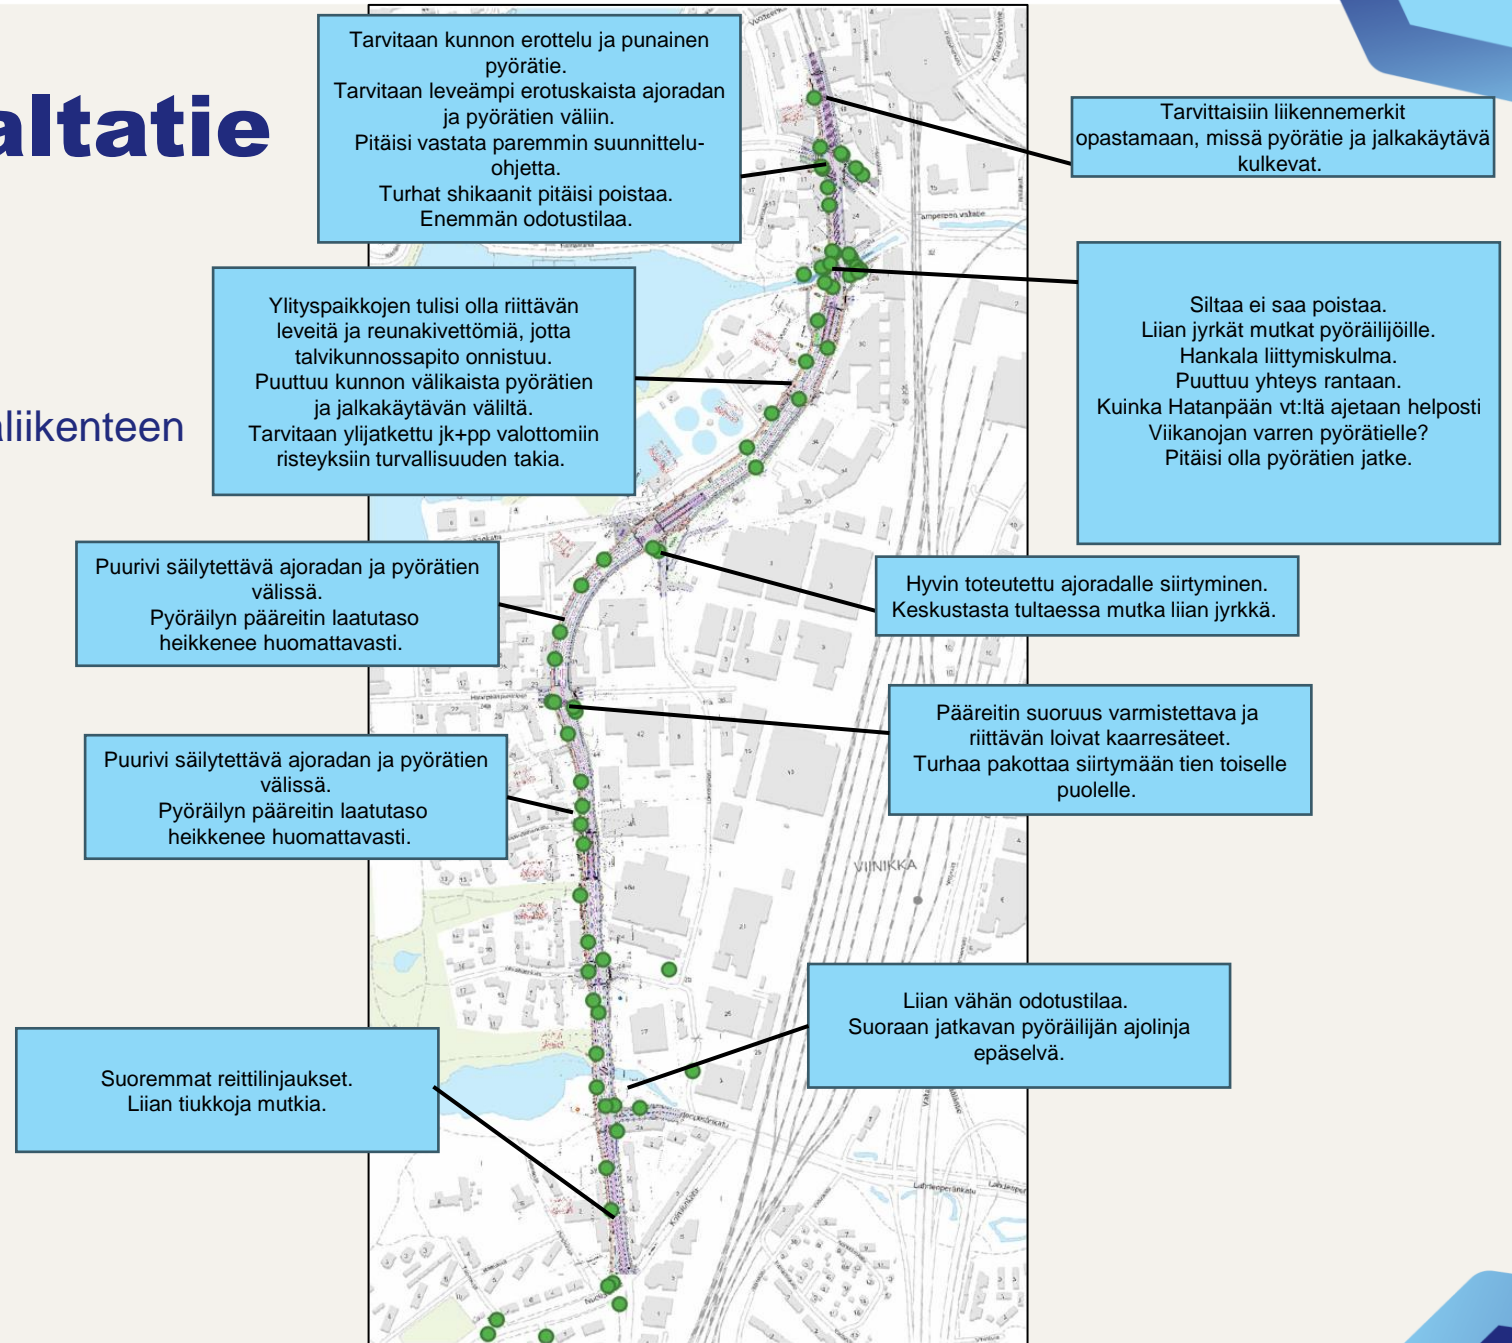 altatie
aliikenteen
Tarvitaan kunnon erottelu ja punainen
pyörätie.
Tarvitaan leveämpi erotuskaista ajoradan
ja pyörätien väliin.
Pitäisi vastata paremmin suunnittelu-
ohjetta.
Turhat shikaanit pitäisi poistaa.
Enemmän odotustilaa.
Tarvittaisiin liikennemerkit
opastamaan, missä pyörätie ja jalkakäytävä
kulkevat.
Ylityspaikkojen tulisi olla riittävän
leveitä ja reunakivettömiä, jotta
talvikunnossapito onnistuu.
Puuttuu kunnon välikaista pyörätien
ja jalkakäytävän väliltä.
Tarvitaan ylijatkettu jk+pp valottomiin
risteyksiin turvallisuuden takia.
Siltaa ei saa poistaa.
Liian jyrkät mutkat pyöräilijöille.
Hankala liittymiskulma.
Puuttuu yhteys rantaan.
Kuinka Hatanpään vt:ltä ajetaan helposti
Viikanojan varren pyörätielle?
Pitäisi olla pyörätien jatke.
Puurivi säilytettävä ajoradan ja pyörätien
välissä.
Pyöräilyn pääreitin laatutaso
heikkenee huomattavasti.
Hyvin toteutettu ajoradalle siirtyminen.
Keskustasta tultaessa mutka liian jyrkkä.
Pääreitin suoruus varmistettava ja
riittävän loivat kaarresäteet.
Turhaa pakottaa siirtymään tien toiselle
puolelle.
Puurivi säilytettävä ajoradan ja pyörätien
välissä.
Pyöräilyn pääreitin laatutaso
heikkenee huomattavasti.
VIINIKKA
Liian vähän odotustilaa.
Suoraan jatkavan pyöräilijän ajolinja
epäselvä.
Suoremmat reittilinjaukset.
Liian tiukkoja mutkia.
Lahdenperänkatu